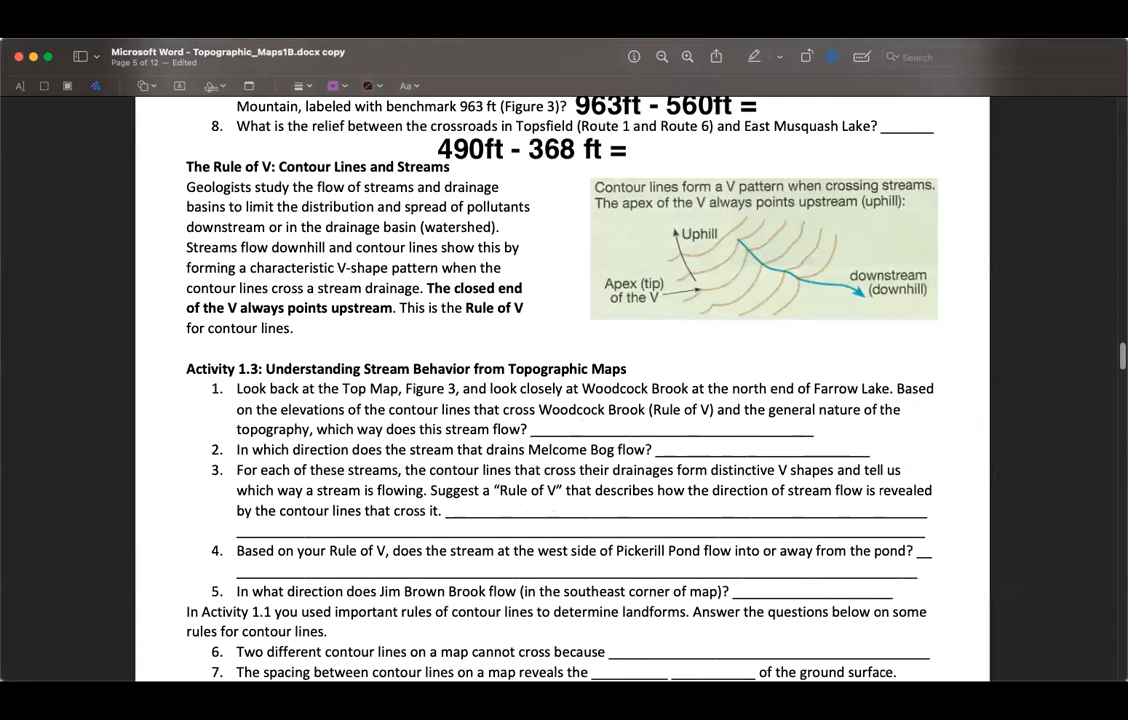 Microsoft Word - Topographic_Maps1B.docx copy
Page 5 of 12 — Edited
Search
Mountain, labeled with benchmark 963 ft (Figure 3)? 963ft - 560ft =
8. What is the relief between the crossroads in Topsfield (Route 1 and Route 6) and East Musquash Lake? ______
490ft - 368 ft =
The Rule of V: Contour Lines and Streams
Geologists study the flow of streams and drainage
basins to limit the distribution and spread of pollutants
downstream or in the drainage basin (watershed).
Streams flow downhill and contour lines show this by
forming a characteristic V-shape pattern when the
contour lines cross a stream drainage. The closed end
of the V always points upstream. This is the Rule of V
for contour lines.
Contour lines form a V pattern when crossing streams.
The apex of the V always points upstream (uphill):
Uphill
Apex (tip)
of the V
downstream
(downhill)
Activity 1.3: Understanding Stream Behavior from Topographic Maps
1. Look back at the Top Map, Figure 3, and look closely at Woodcock Brook at the north end of Farrow Lake. Based
on the elevations of the contour lines that cross Woodcock Brook (Rule of V) and the general nature of the
topography, which way does this stream flow? ______
2. In which direction does the stream that drains Melcome Bog flow? ______
3. For each of these streams, the contour lines that cross their drainages form distinctive V shapes and tell us
which way a stream is flowing. Suggest a “Rule of V” that describes how the direction of stream flow is revealed
by the contour lines that cross it. ______
4. Based on your Rule of V, does the stream at the west side of Pickerill Pond flow into or away from the pond? __
5. In what direction does Jim Brown Brook flow (in the southeast corner of map)? ______
In Activity 1.1 you used important rules of contour lines to determine landforms. Answer the questions below on some
rules for contour lines.
6. Two different contour lines on a map cannot cross because ______
7. The spacing between contour lines on a map reveals the ______ ______ of the ground surface.